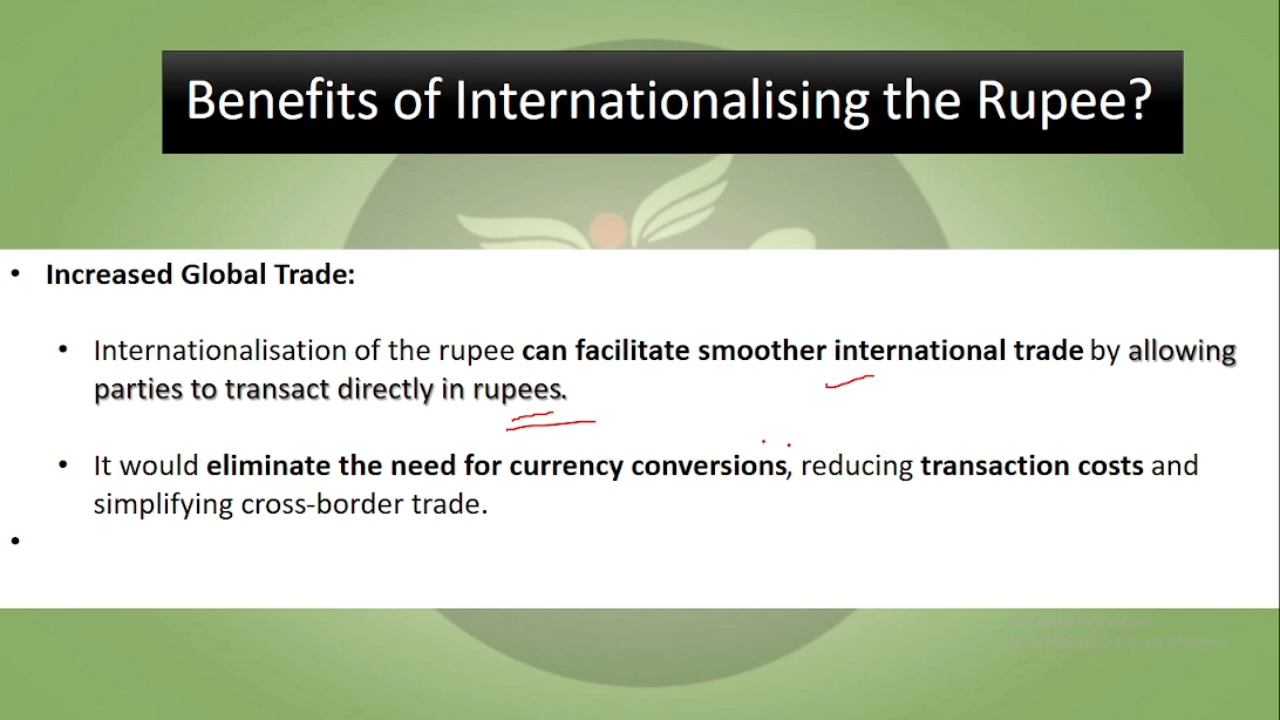 Benefits of Internationalising the Rupee?
• Increased Global Trade:
• Internationalisation of the rupee can facilitate smoother international trade by allowing
parties to transact directly in rupees.
• It would eliminate the need for currency conversions, reducing transaction costs and
simplifying cross-border trade.
•